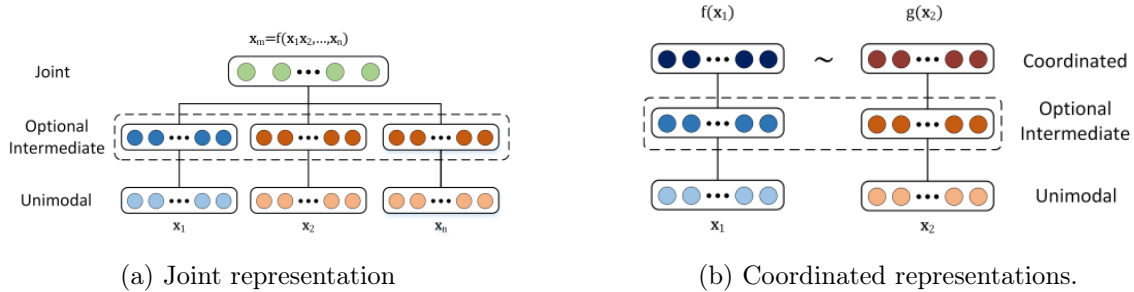 x₁ₘ=f(x₁x₂,...,xₙ)
Joint
Optional
Intermediate
Unimodal
x₁
x₂
xₙ
(a) Joint representation
f(x₁)
g(x₂)
~
Coordinated
Optional
Intermediate
Unimodal
x₁
x₂
(b) Coordinated representations.